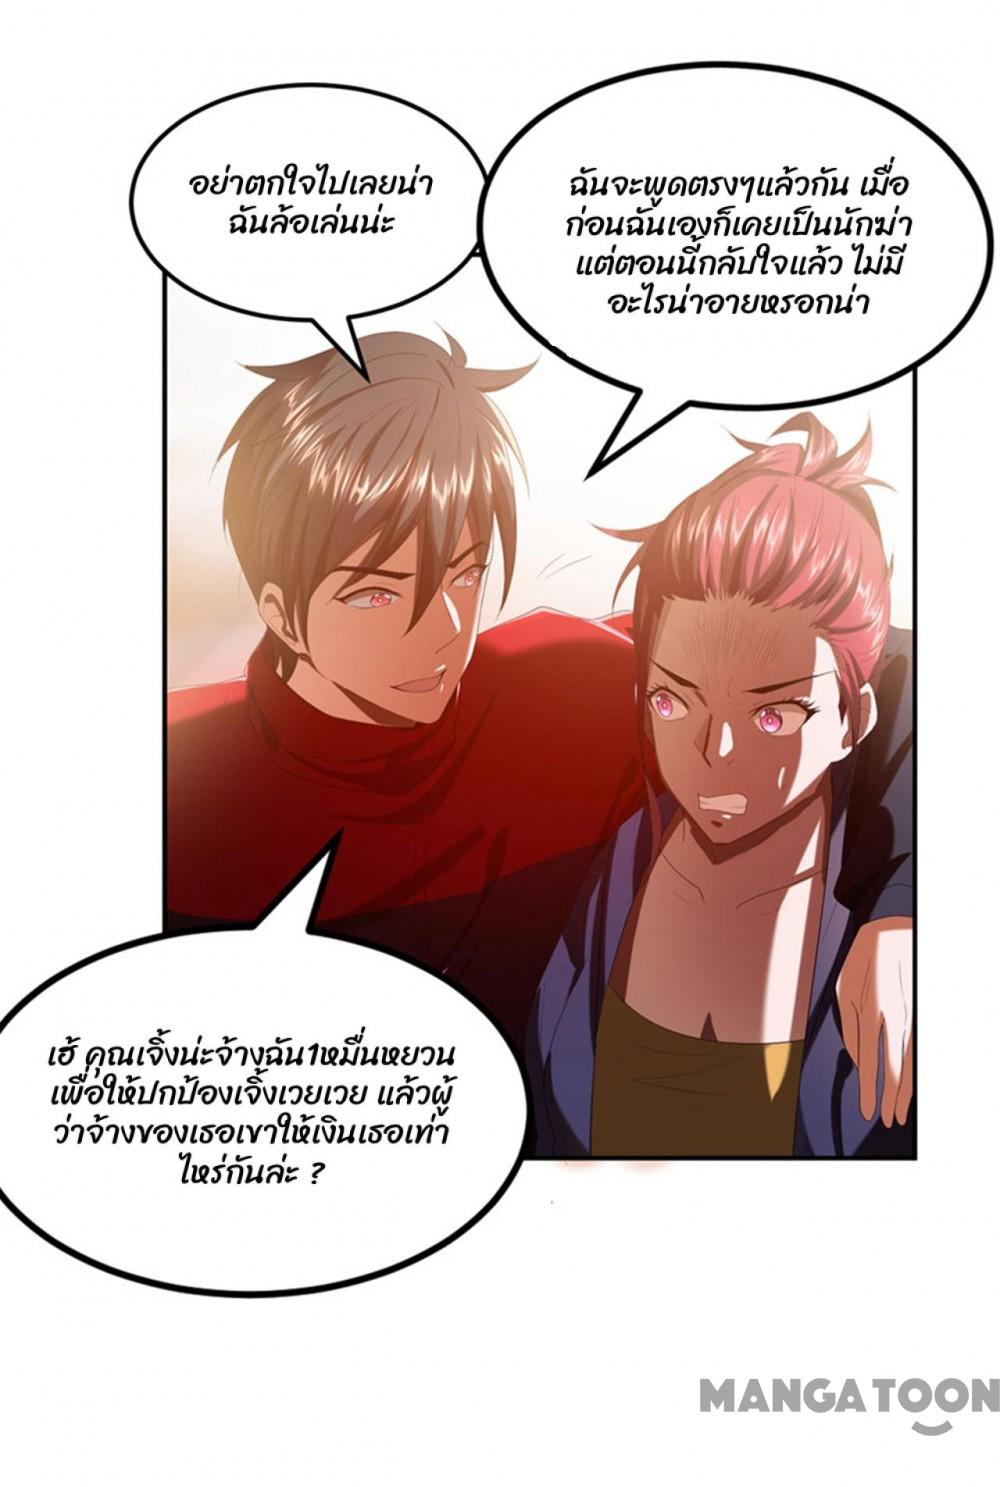 อย่าตกใจไปเลยน่า
ฉันล้อเล่นน่ะ
ฉันจะพูดตรงๆแล้วกัน เมื่อ
ก่อนฉันเองก็เคยเป็นนักฆ่า
แต่ตอนนี้กลับใจแล้ว ไม่มี
อะไรน่าอายหรอกน่า
เฮ้ คุณเจิ้งน่ะจ้างฉัน1หมื่นหยวน
เพื่อให้ปกป้องเจิ้งเวยเวย แล้วผู้
ว่าจ้างของเธอเขาให้เงินเธอเท่า
ไหร่กันล่ะ ?
MANGATOON